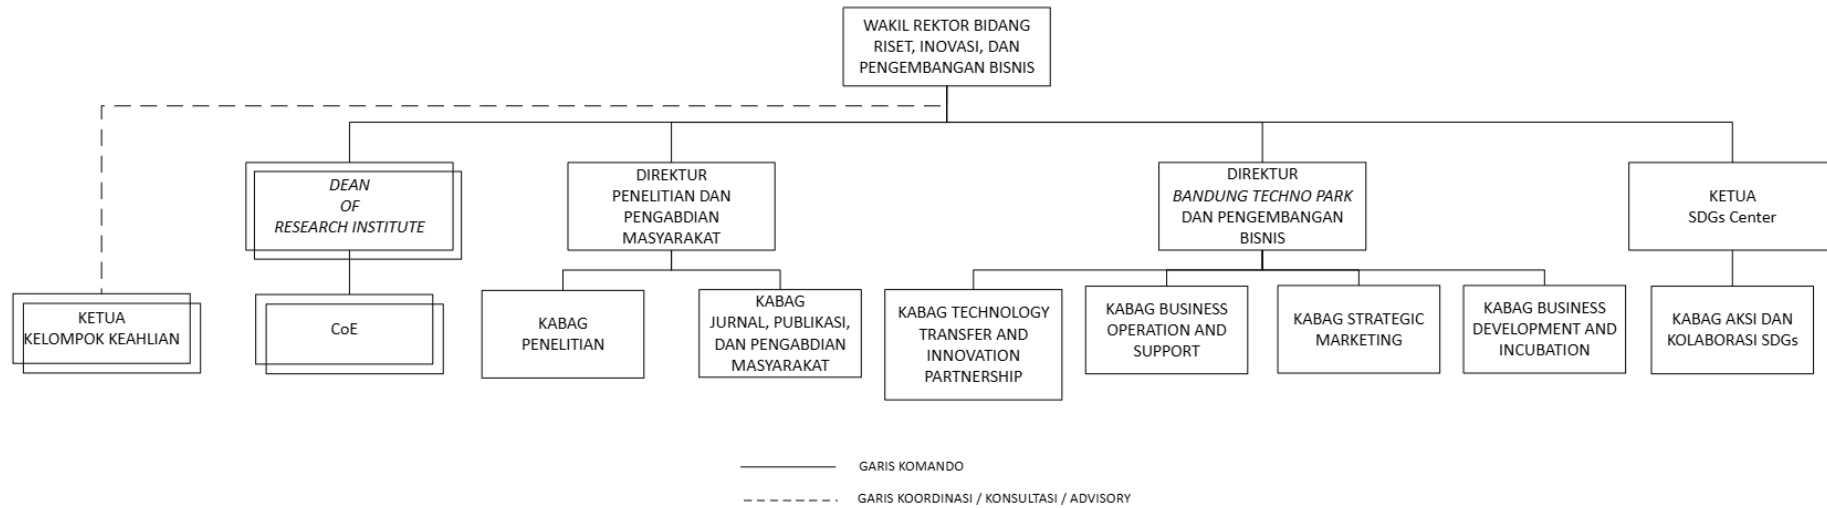 WAKIL REKTOR BIDANG
RISET, INOVASI, DAN
PENGEMBANGAN BISNIS
DEAN
OF
RESEARCH INSTITUTE
DIREKTUR
PENELITIAN DAN
PENGABDIAN
MASYARAKAT
DIREKTUR
BANDUNG TECHNO PARK
DAN PENGEMBANGAN
BISNIS
KETUA
SDGs Center
KETUA
KELOMPOK KEAHLIAN
CoE
KABAG
PENELITIAN
KABAG
JURNAL, PUBLIKASI,
DAN PENGABDIAN
MASYARAKAT
KABAG TECHNOLOGY
TRANSFER AND
INNOVATION
PARTNERSHIP
KABAG BUSINESS
OPERATION AND
SUPPORT
KABAG STRATEGIC
MARKETING
KABAG BUSINESS
DEVELOPMENT AND
INCUBATION
KABAG AKSI DAN
KOLABORASI SDGs
GARIS KOMANDO
GARIS KOORDINASI / KONSULTASI / ADVISORY